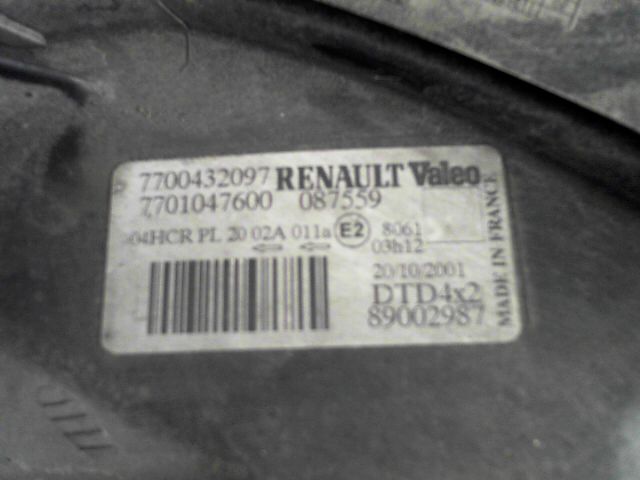 7700432097 RENAULT Valeo
7701047600 087559
04HCR PL 20 02A 011a E2 8061
03h12
20/10/2001
DTD4x2
89002987
MADE IN FRANCE